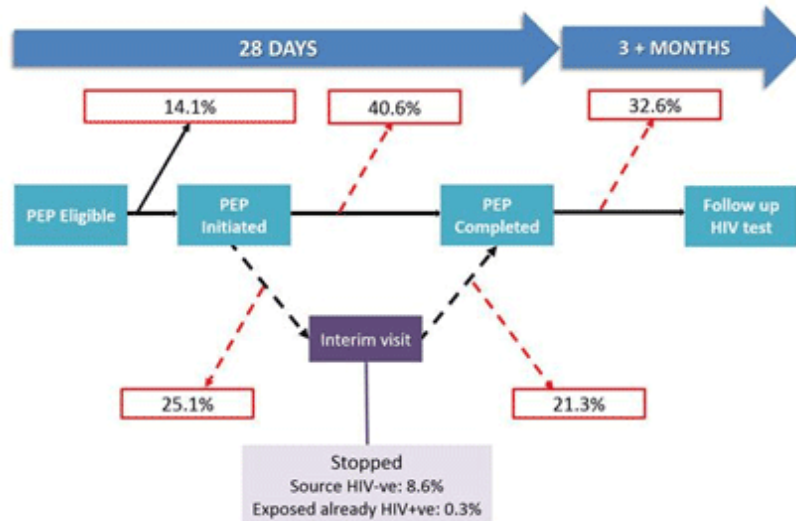 28 DAYS
3 + MONTHS
14.1%
40.6%
32.6%
PEP Eligible
PEP
Initiated
PEP
Completed
Follow up
HIV test
Interim visit
25.1%
21.3%
Stopped
Source HIV-ve: 8.6%
Exposed already HIV+ve: 0.3%